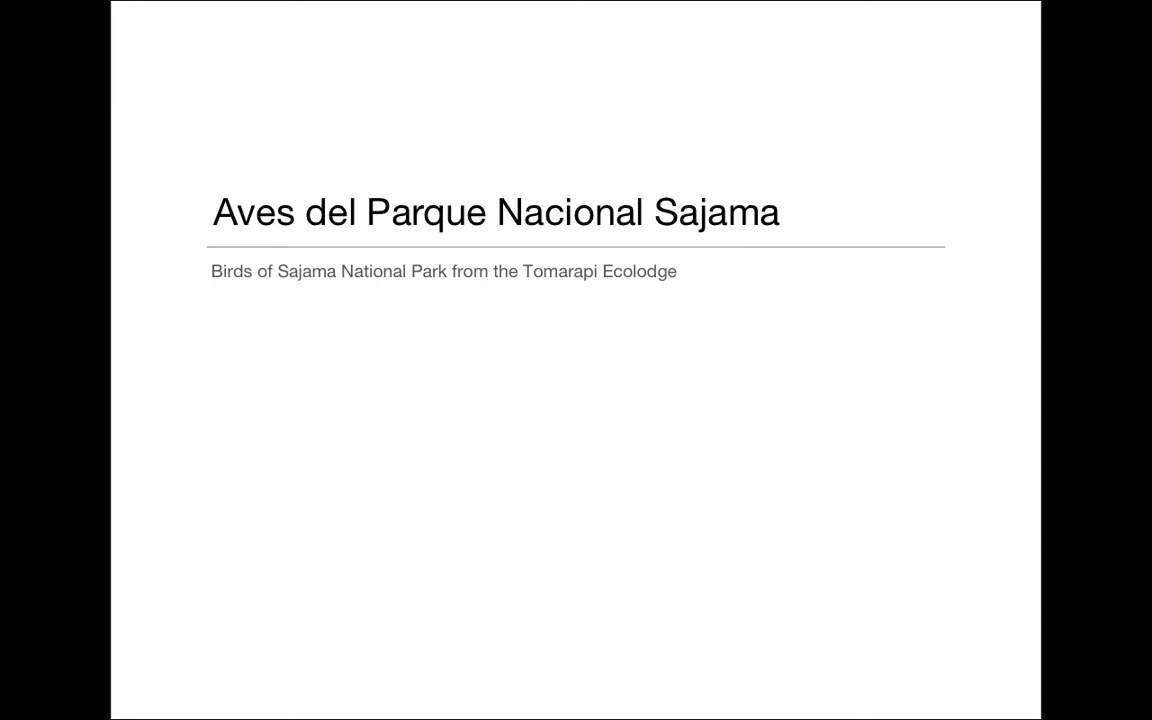 Aves del Parque Nacional Sajama
Birds of Sajama National Park from the Tomarapi Ecolodge